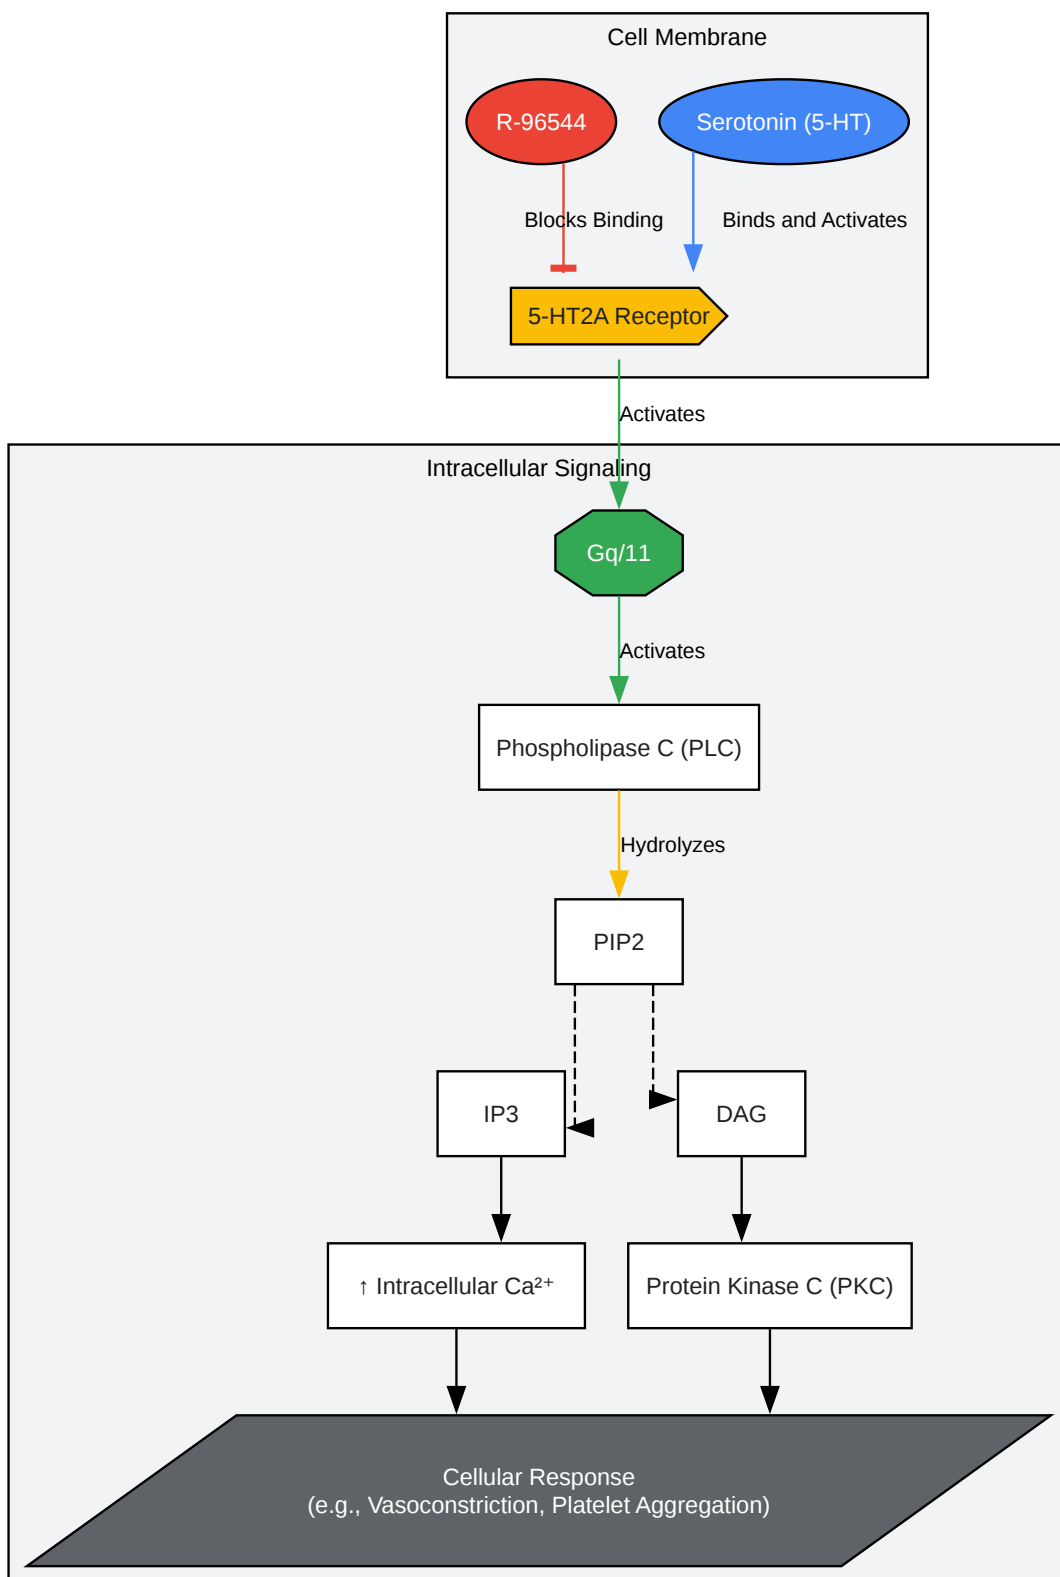 Cell Membrane
R-96544
Serotonin (5-HT)
Blocks Binding
Binds and Activates
5-HT2A Receptor
Activates
Intracellular Signaling
Gq/11
Activates
Phospholipase C (PLC)
Hydrolyzes
PIP2
IP3
DAG
↑ Intracellular Ca²⁺
Protein Kinase C (PKC)
Cellular Response
(e.g., Vasoconstriction, Platelet Aggregation)